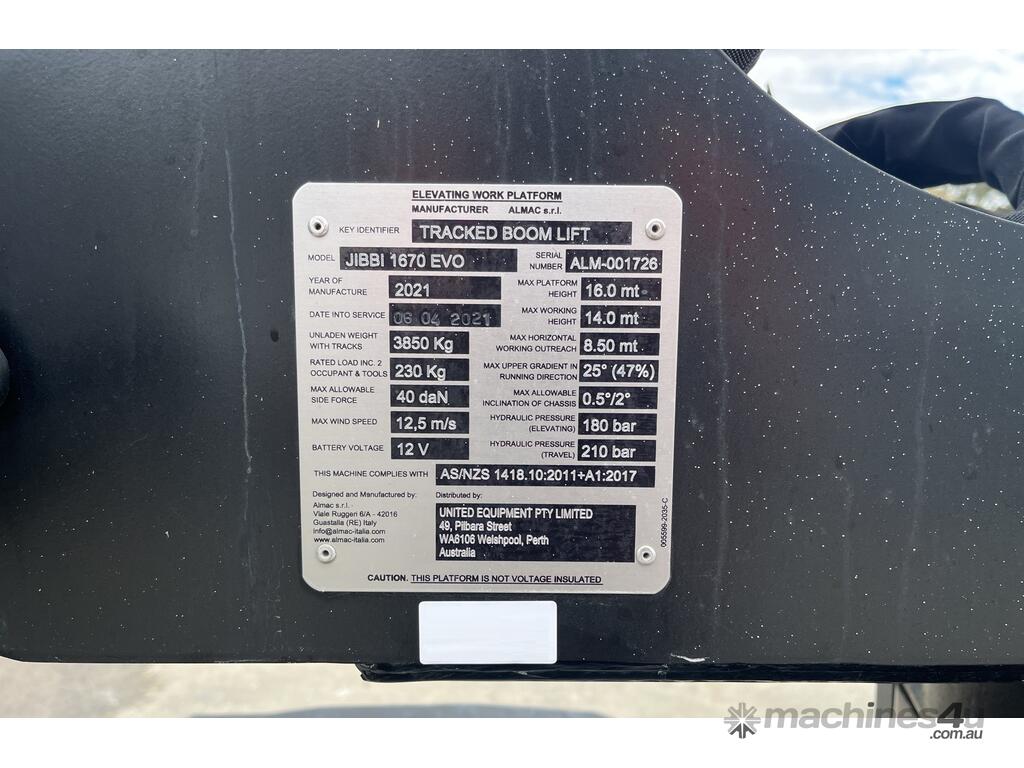 ELEVATING WORK PLATFORM
MANUFACTURER ALMAC s.r.l.
KEY IDENTIFIER TRACKED BOOM LIFT
MODEL JIBBI 1670 EVO SERIAL NUMBER ALM-001726
YEAR OF MANUFACTURE 2021 MAX PLATFORM HEIGHT 16.0 mt
DATE INTO SERVICE 06 04 2021 MAX WORKING HEIGHT 14.0 mt
UNLADEN WEIGHT WITH TRACKS 3850 Kg MAX HORIZONTAL WORKING OUTREACH 8.50 mt
RATED LOAD INC. 2 OCCUPANT & TOOLS 230 Kg MAX UPPER GRADIENT IN RUNNING DIRECTION 25° (47%)
MAX ALLOWABLE SIDE FORCE 40 daN MAX ALLOWABLE INCLINATION OF CHASSIS 0.5°/2°
MAX WIND SPEED 12,5 m/s HYDRAULIC PRESSURE (ELEVATING) 180 bar
BATTERY VOLTAGE 12 V HYDRAULIC PRESSURE (TRAVEL) 210 bar
THIS MACHINE COMPLIES WITH AS/NZS 1418.10:2011+A1:2017
Designed and Manufactured by:
Almac s.r.l.
Viale Ruggeri 6/A - 42016
Guastalla (RE) Italy
info@almac-italia.com
www.almac-italia.com
Distributed by:
UNITED EQUIPMENT PTY LIMITED
49, Pilbara Street
WA6106 Welshpool, Perth
Australia
005599-2035-C
CAUTION. THIS PLATFORM IS NOT VOLTAGE INSULATED
machines4u
.com.au